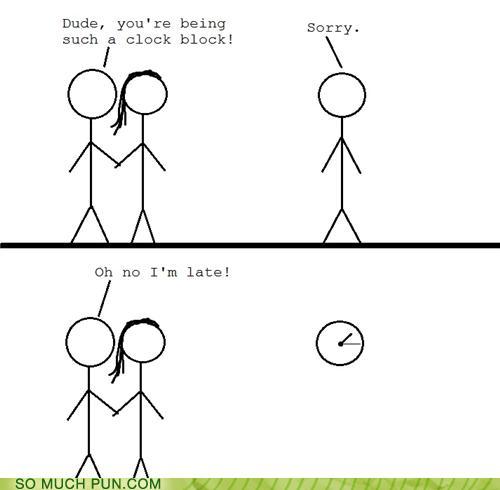 Dude, you're being
such a clock block!
Sorry.
Oh no I'm late!
SO MUCH PUN.COM